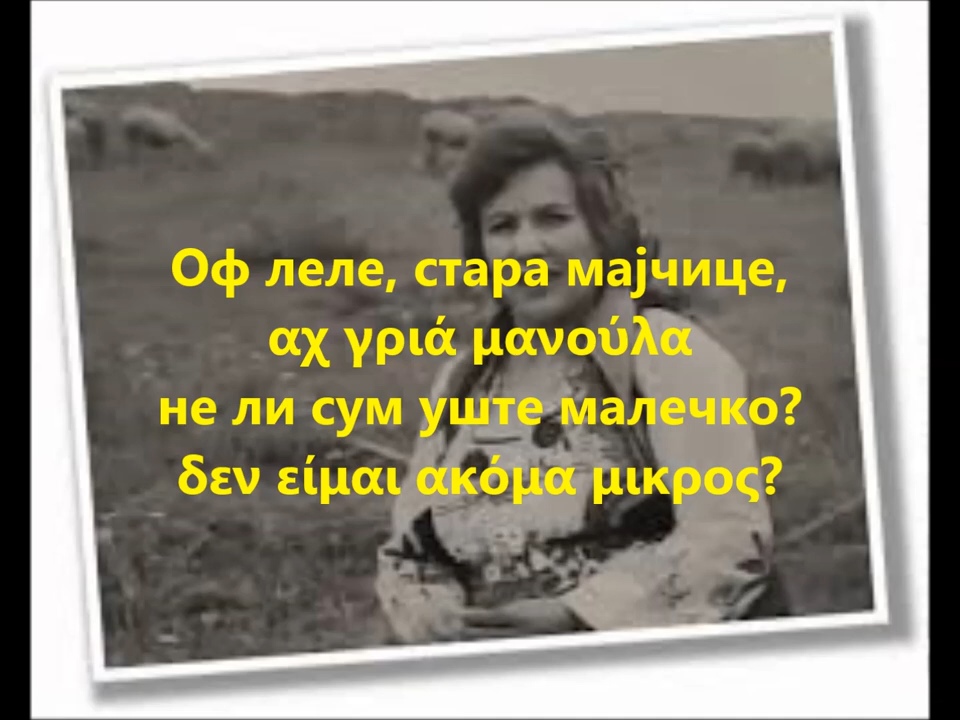 Оф леле, стара мајчице,
αχ γριά μανούλα
не ли сум уште малечко?
δεν είμαι ακόμα μικρος?